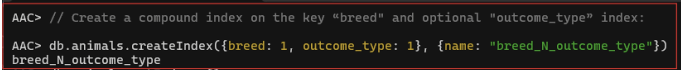 AAC> // Create a compound index on the key “breed” and optional "outcome_type” index:
AAC> db.animals.createIndex({breed: 1, outcome_type: 1}, {name: "breed_N_outcome_type"})
breed_N_outcome_type